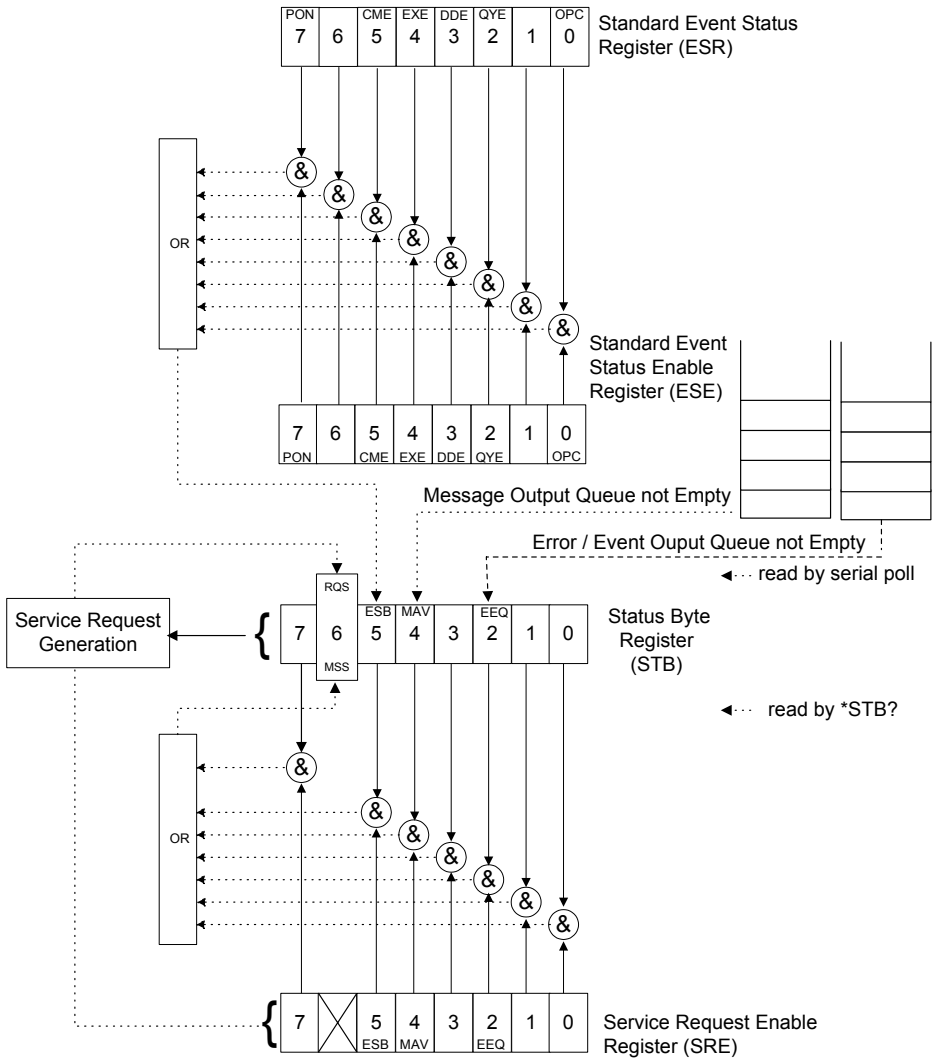 PON CME EXE DDE QYE OPC
7 6 5 4 3 2 1 0
Standard Event Status
Register (ESR)
&
&
&
&
&
&
&
&
OR
Standard Event
Status Enable
Register (ESE)
7 6 5 4 3 2 1 0
PON CME EXE DDE QYE OPC
Message Output Queue not Empty
Error / Event Ouput Queue not Empty
read by serial poll
RQS
ESB MAV EEQ
7 6 5 4 3 2 1 0
MSS
{
Service Request
Generation
Status Byte
Register
(STB)
read by *STB?
&
&
&
&
&
&
&
OR
{
7 5 4 3 2 1 0
ESB MAV EEQ
Service Request Enable
Register (SRE)